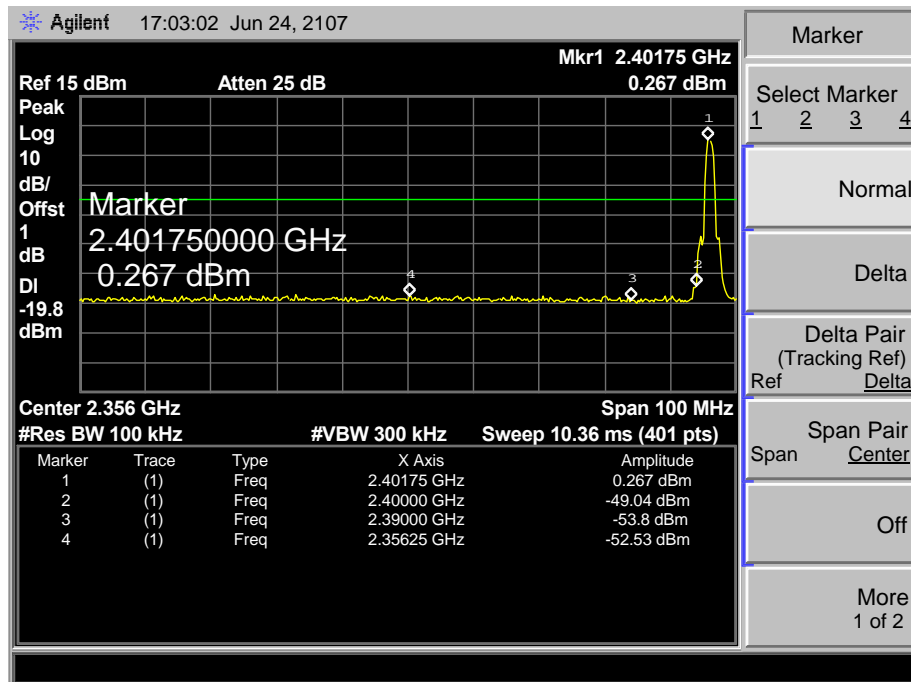 Agilent 17:03:02 Jun 24, 2107
Mkr1 2.40175 GHz
Ref 15 dBm Atten 25 dB 0.267 dBm
Peak
Log
10
dB/
Offst
1
dB
DI
-19.8
dBm
1
2
3
4
Marker
2.401750000 GHz
0.267 dBm
Center 2.356 GHz Span 100 MHz
#Res BW 100 kHz #VBW 300 kHz Sweep 10.36 ms (401 pts)
Marker Trace Type X Axis Amplitude
1 (1) Freq 2.40175 GHz 0.267 dBm
2 (1) Freq 2.40000 GHz -49.04 dBm
3 (1) Freq 2.39000 GHz -53.8 dBm
4 (1) Freq 2.35625 GHz -52.53 dBm
Marker
Select Marker
1 2 3 4
Normal
Delta
Delta Pair
(Tracking Ref)
Ref Delta
Span Pair
Span Center
Off
More
1 of 2